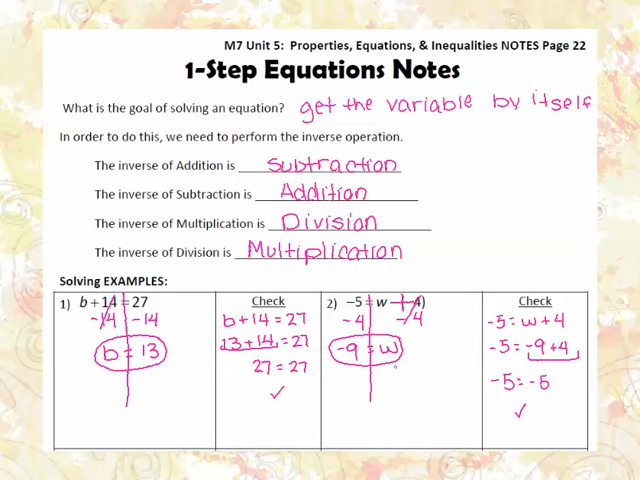 M7 Unit 5: Properties, Equations, & Inequalities NOTES Page 22
1-Step Equations Notes
What is the goal of solving an equation? get the variable by itself
In order to do this, we need to perform the inverse operation.
The inverse of Addition is Subtraction
The inverse of Subtraction is Addition
The inverse of Multiplication is Division
The inverse of Division is Multiplication
Solving EXAMPLES:
1) b + 14 = 27
-14 -14
b = 13
Check
b + 14 = 27
13 + 14 = 27
27 = 27
✓
2) −5 = w − (−4)
-4 -4
-9 = w
Check
-5 = w + 4
-5 = -9 + 4
-5 = -5
✓